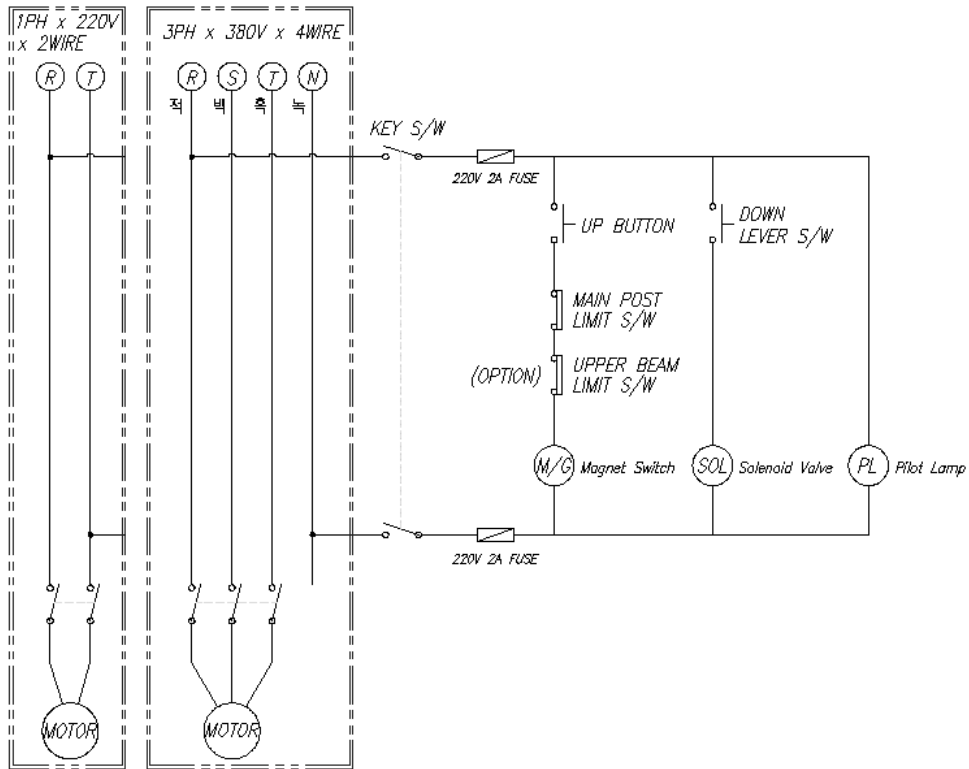 1PH x 220V
x 2WIRE
3PH x 380V x 4WIRE
R T
R S T N
적 백 흑 녹
KEY S/W
220V 2A FUSE
UP BUTTON
DOWN
LEVER S/W
MAIN POST
LIMIT S/W
(OPTION)
UPPER BEAM
LIMIT S/W
M/G Magnet Switch
SOL Solenoid Valve
PL Pilot Lamp
220V 2A FUSE
MOTOR
MOTOR